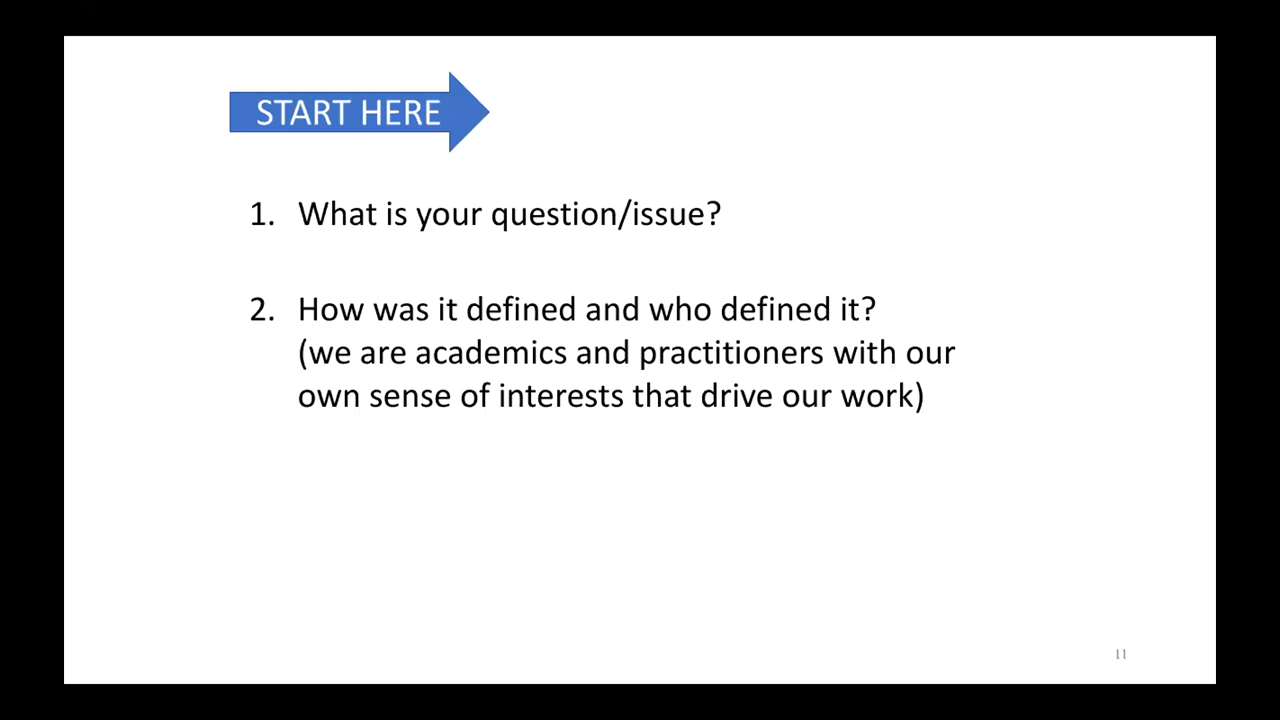 START HERE
1. What is your question/issue?
2. How was it defined and who defined it?
(we are academics and practitioners with our
own sense of interests that drive our work)
11